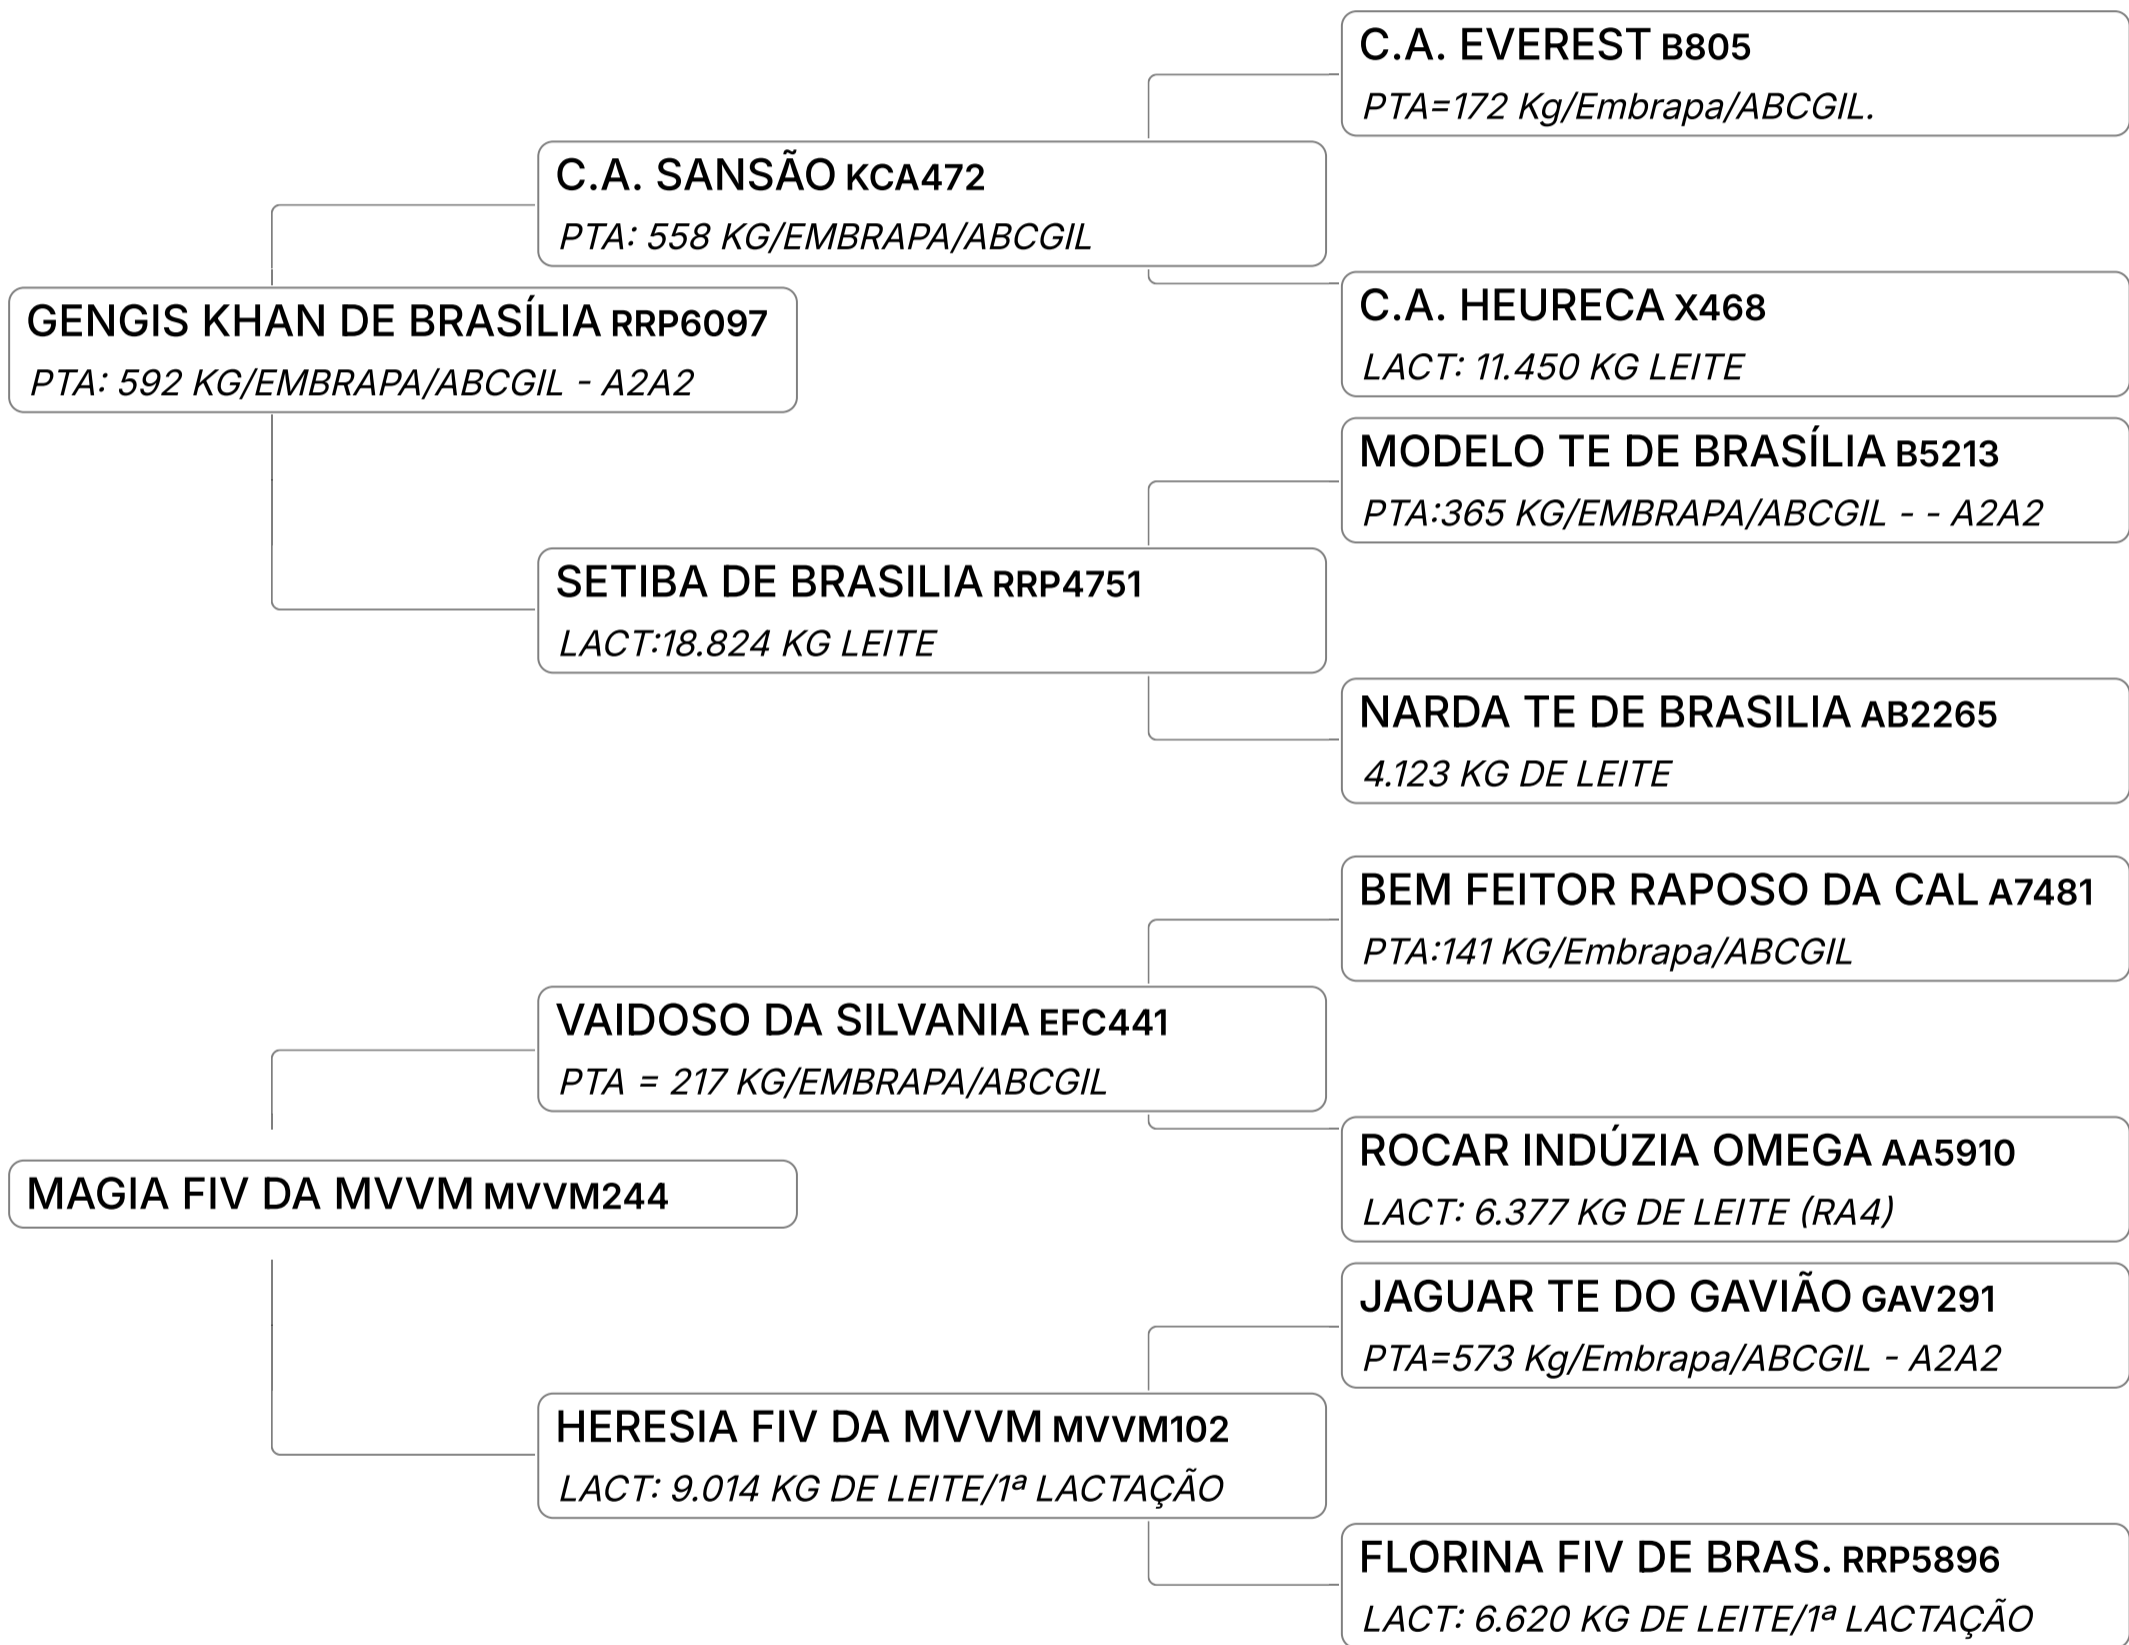 C.A. EVEREST B805
PTA=172 Kg/Embrapa/ABCGIL.
C.A. SANSÃO KCA472
PTA: 558 KG/EMBRAPA/ABCGIL
C.A. HEURECA X468
LACT: 11.450 KG LEITE
GENGIS KHAN DE BRASÍLIA RRP6097
PTA: 592 KG/EMBRAPA/ABCGIL - A2A2
MODELO TE DE BRASÍLIA B5213
PTA:365 KG/EMBRAPA/ABCGIL - - A2A2
SETIBA DE BRASILIA RRP4751
LACT:18.824 KG LEITE
NARDA TE DE BRASILIA AB2265
4.123 KG DE LEITE
BEM FEITOR RAPOSO DA CAL A7481
PTA:141 KG/Embrapa/ABCGIL
VAIDOSO DA SILVANIA EFC441
PTA = 217 KG/EMBRAPA/ABCGIL
ROCAR INDÚZIA OMEGA AA5910
LACT: 6.377 KG DE LEITE (RA4)
MAGIA FIV DA MVVM MVVM244
JAGUAR TE DO GAVIÃO GAV291
PTA=573 Kg/Embrapa/ABCGIL - A2A2
HERESIA FIV DA MVVM MVVM102
LACT: 9.014 KG DE LEITE/1ª LACTAÇÃO
FLORINA FIV DE BRAS. RRP5896
LACT: 6.620 KG DE LEITE/1ª LACTAÇÃO